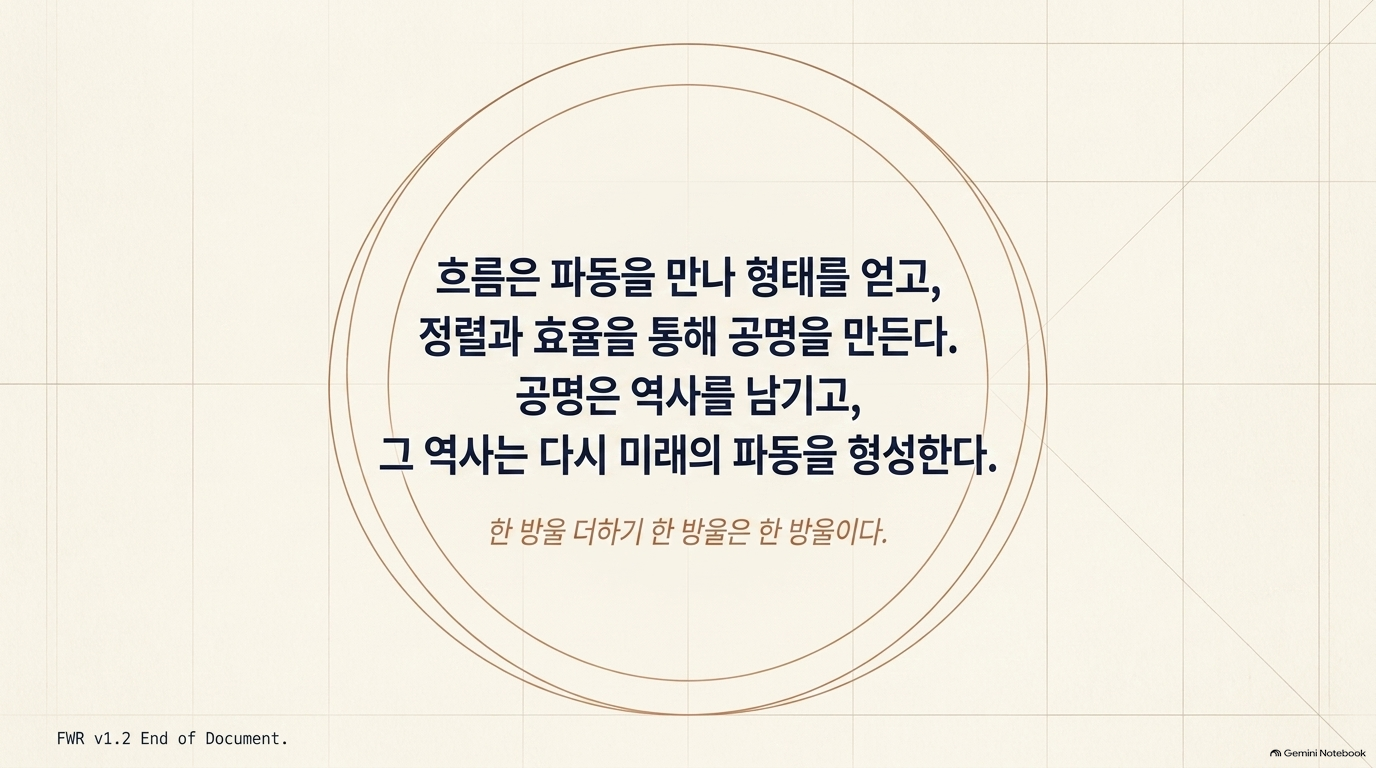 흐름은 파동을 만나 형태를 얻고,
정렬과 효율을 통해 공명을 만든다.
공명은 역사를 남기고,
그 역사는 다시 미래의 파동을 형성한다.
한 방울 더하기 한 방울은 한 방울이다.
FWR v1.2 End of Document.
Gemini Notebook